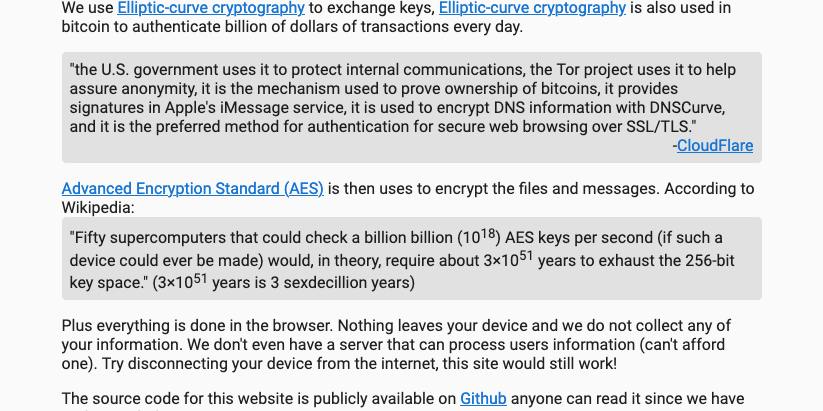 We use Elliptic-curve cryptography to exchange keys, Elliptic-curve cryptography is also used in
bitcoin to authenticate billion of dollars of transactions every day.
"the U.S. government uses it to protect internal communications, the Tor project uses it to help
assure anonymity, it is the mechanism used to prove ownership of bitcoins, it provides
signatures in Apple's iMessage service, it is used to encrypt DNS information with DNSCurve,
and it is the preferred method for authentication for secure web browsing over SSL/TLS."
-CloudFlare
Advanced Encryption Standard (AES) is then uses to encrypt the files and messages. According to
Wikipedia:
"Fifty supercomputers that could check a billion billion (10¹⁸) AES keys per second (if such a
device could ever be made) would, in theory, require about 3×10⁵¹ years to exhaust the 256-bit
key space." (3×10⁵¹ years is 3 sexdecillion years)
Plus everything is done in the browser. Nothing leaves your device and we do not collect any of
your information. We don't even have a server that can process users information (can't afford
one). Try disconnecting your device from the internet, this site would still work!
The source code for this website is publicly available on Github anyone can read it since we have